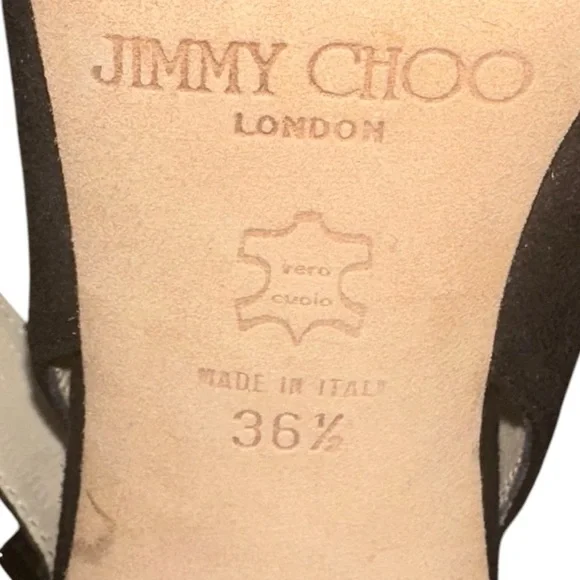 JIMMY CHOO
LONDON
vero
cuoio
MADE IN ITALY
36½